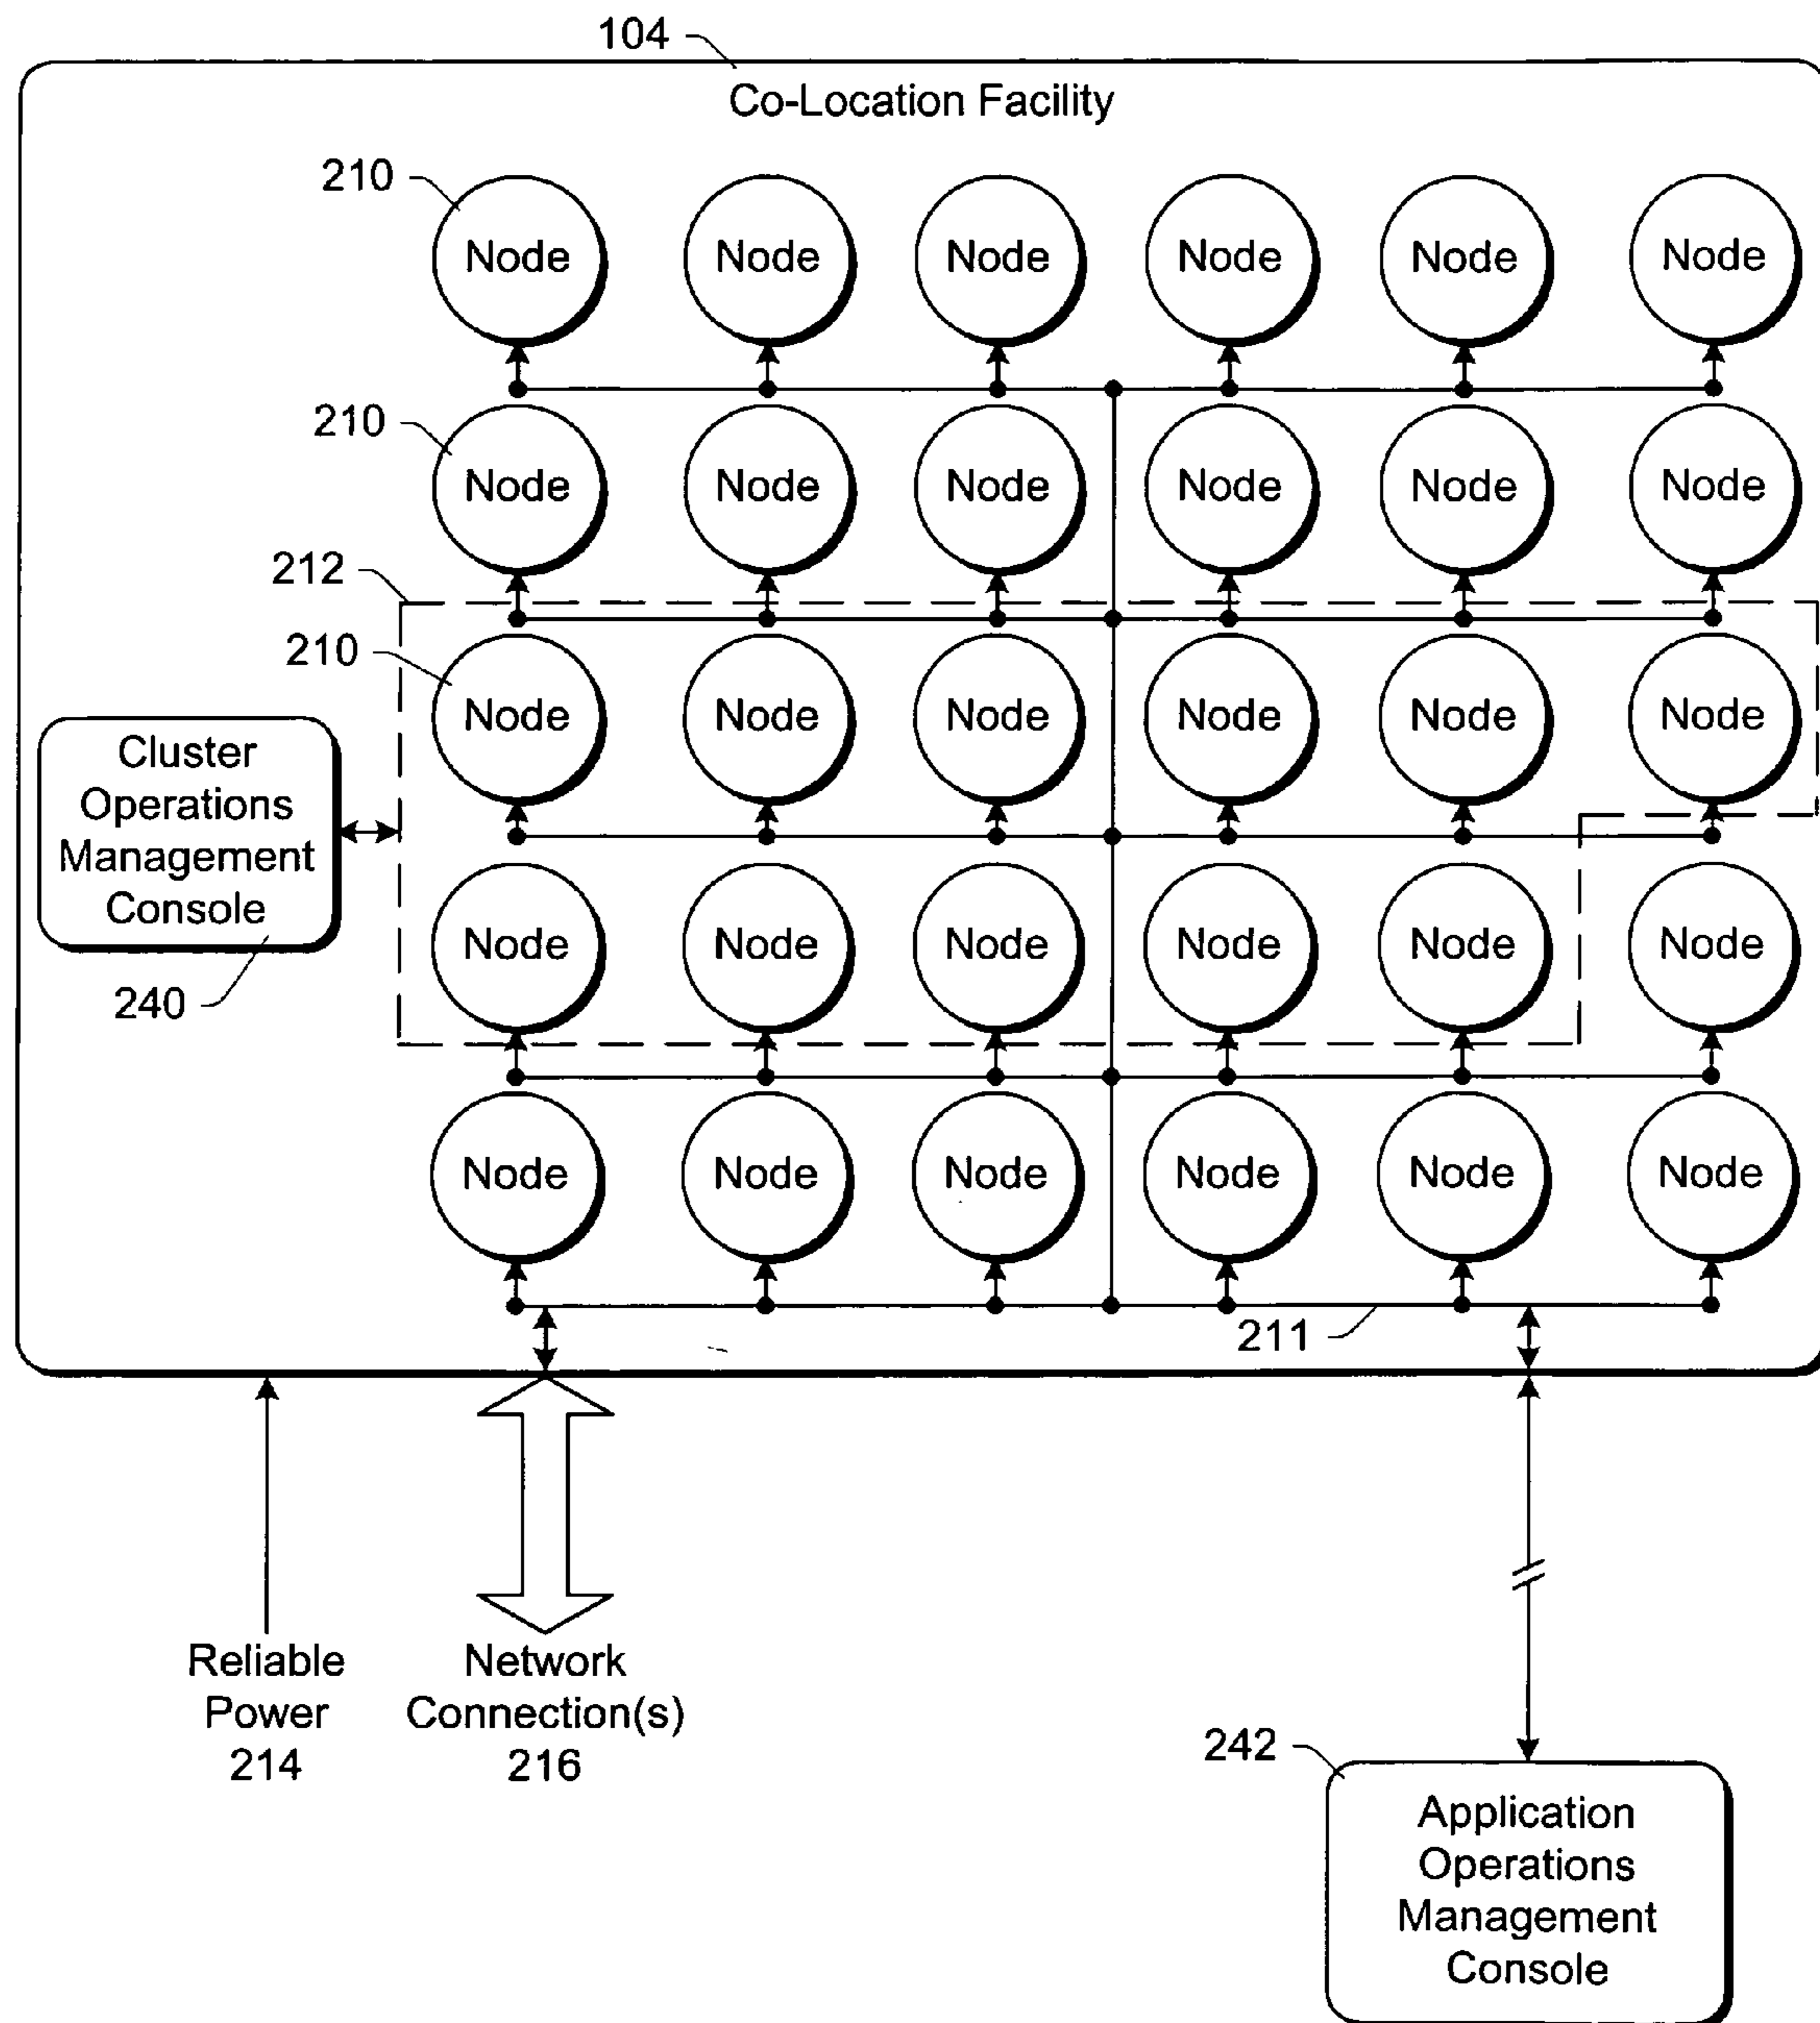 104
Co-Location Facility
210
Node Node Node Node Node Node
210
Node Node Node Node Node Node
212
210
Node Node Node Node Node Node
Cluster
Operations
Management
Console
240
Node Node Node Node Node Node
Node Node Node Node Node Node
211
Reliable
Power
214
Network
Connection(s)
216
242
Application
Operations
Management
Console